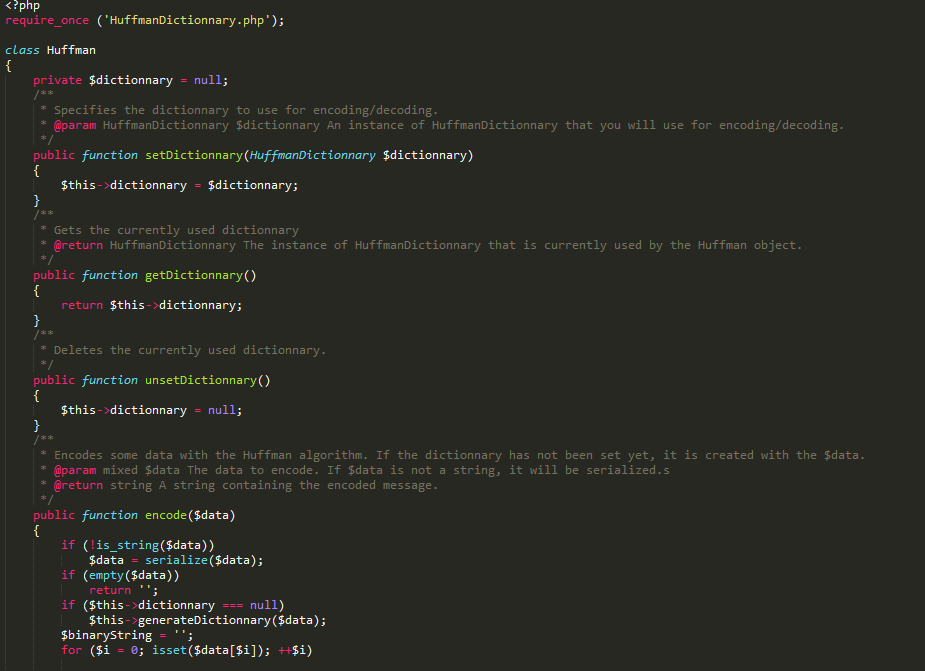 <?php
require_once ('HuffmanDictionnary.php');
class Huffman
{
private $dictionnary = null;
/**
* Specifies the dictionnary to use for encoding/decoding.
* @param HuffmanDictionnary $dictionnary An instance of HuffmanDictionnary that you will use for encoding/decoding.
*/
public function setDictionnary(HuffmanDictionnary $dictionnary)
{
$this->dictionnary = $dictionnary;
}
/**
* Gets the currently used dictionnary
* @return HuffmanDictionnary The instance of HuffmanDictionnary that is currently used by the Huffman object.
*/
public function getDictionnary()
{
return $this->dictionnary;
}
/**
* Deletes the currently used dictionnary.
*/
public function unsetDictionnary()
{
$this->dictionnary = null;
}
/**
* Encodes some data with the Huffman algorithm. If the dictionnary has not been set yet, it is created with the $data.
* @param mixed $data The data to encode. If $data is not a string, it will be serialized.s
* @return string A string containing the encoded message.
*/
public function encode($data)
{
if (!is_string($data))
$data = serialize($data);
if (empty($data))
return '';
if ($this->dictionnary === null)
$this->generateDictionnary($data);
$binaryString = '';
for ($i = 0; isset($data[$i]); ++$i)